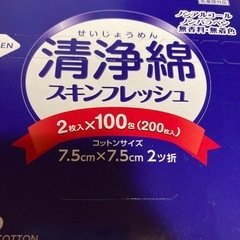 ノンアルコール
ノンパラベン
無香料・無着色
せいじょうめん
清浄綿
スキンフレッシュ
2枚入×100包(200枚入)
コットンサイズ
7.5cm×7.5cm 2ツ折
COTTON